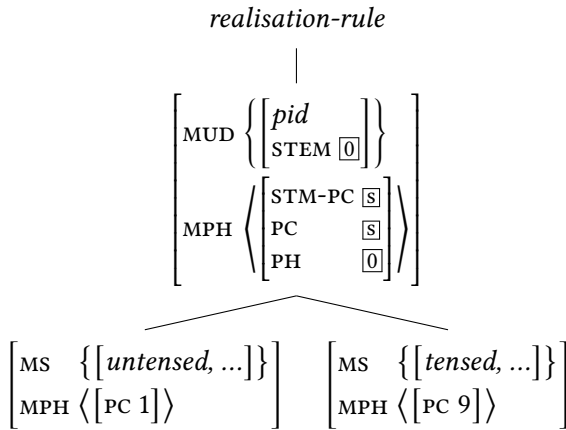 realisation-rule
MUD {[pid
STEM [0]]}
MPH ⟨[STM-PC [s]
PC [s]
PH [0]]⟩
[MS {[untensed, ...]} [MS {[tensed, ...]}
MPH ⟨[PC 1]⟩] MPH ⟨[PC 9]⟩]